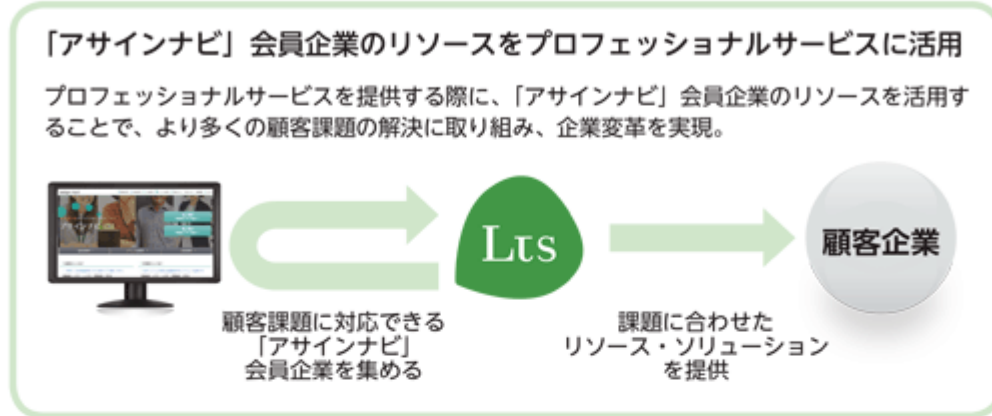 「アサインナビ」会員企業のリソースをプロフェッショナルサービスに活用
プロフェッショナルサービスを提供する際に、「アサインナビ」会員企業のリソースを活用す
ることで、より多くの顧客課題の解決に取り組み、企業変革を実現。
Lɩs
顧客企業
顧客課題に対応できる
「アサインナビ」
会員企業を集める
課題に合わせた
リソース・ソリューション
を提供